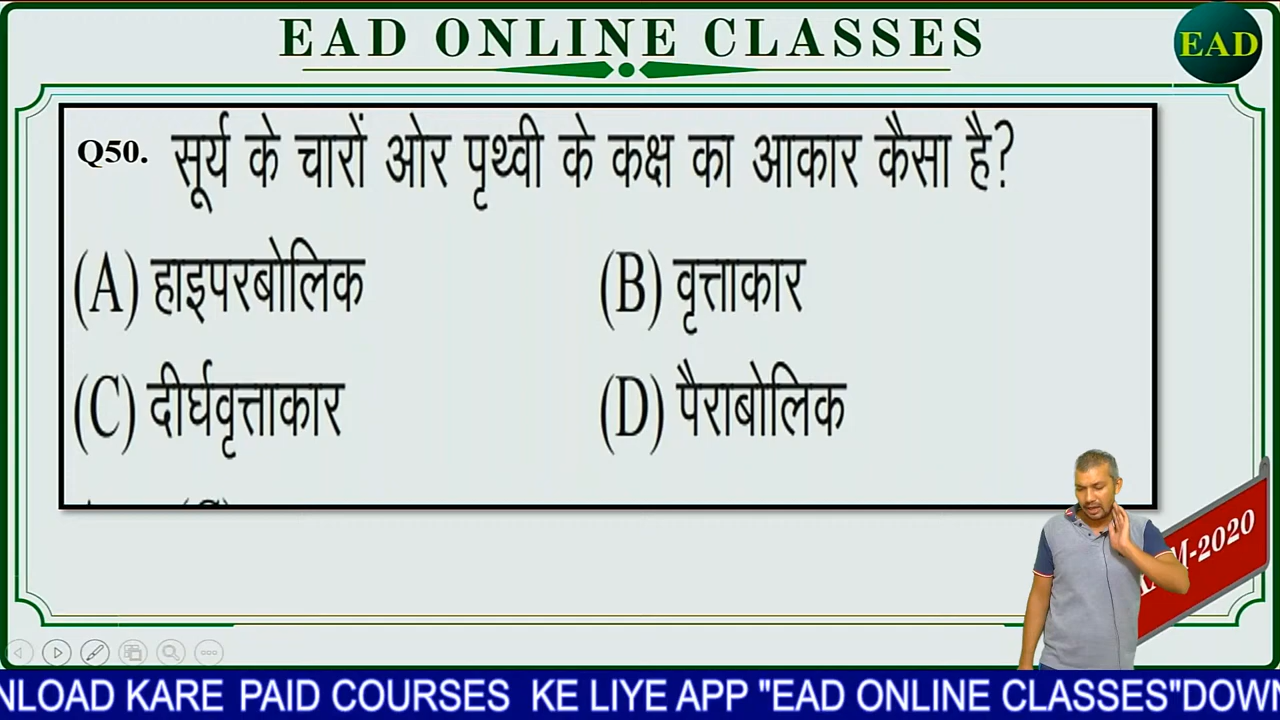 EAD ONLINE CLASSES
EAD
Q50. सूर्य के चारों ओर पृथ्वी के कक्ष का आकार कैसा है?
(A) हाइपरबोलिक (B) वृत्ताकार
(C) दीर्घवृत्ताकार (D) पैराबोलिक
M-2020
NLOAD KARE PAID COURSES KE LIYE APP "EAD ONLINE CLASSES"DOWN